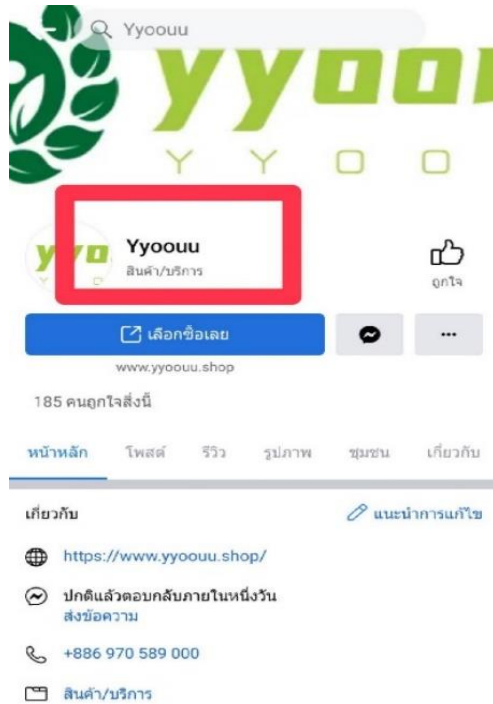 Yyoouu
yyoou
Y Y O O
yyo
Yyoouu
สินค้า/บริการ
ถูกใจ
เลือกซื้อเลย
www.yyoouu.shop
185 คนถูกใจสิ่งนี้
หน้าหลัก โพสต์ รีวิว รูปภาพ ชุมชน เกี่ยวกับ
เกี่ยวกับ แนะนำการแก้ไข
https://www.yyoouu.shop/
ปกติแล้วตอบกลับภายในหนึ่งวัน
ส่งข้อความ
+886 970 589 000
สินค้า/บริการ